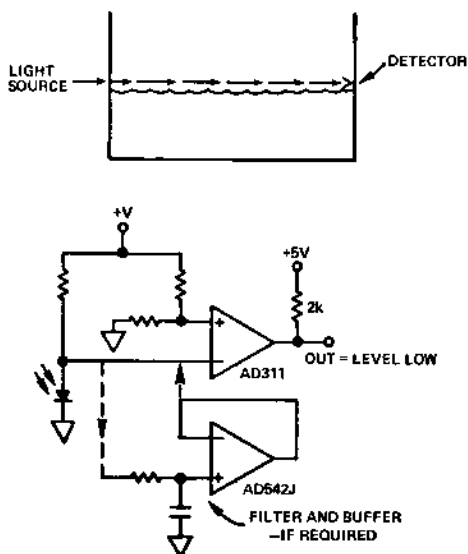 LIGHT
SOURCE
DETECTOR
+V
+5V
2k
+
−
AD311
OUT = LEVEL LOW
−
+
AD542J
FILTER AND BUFFER
–IF REQUIRED